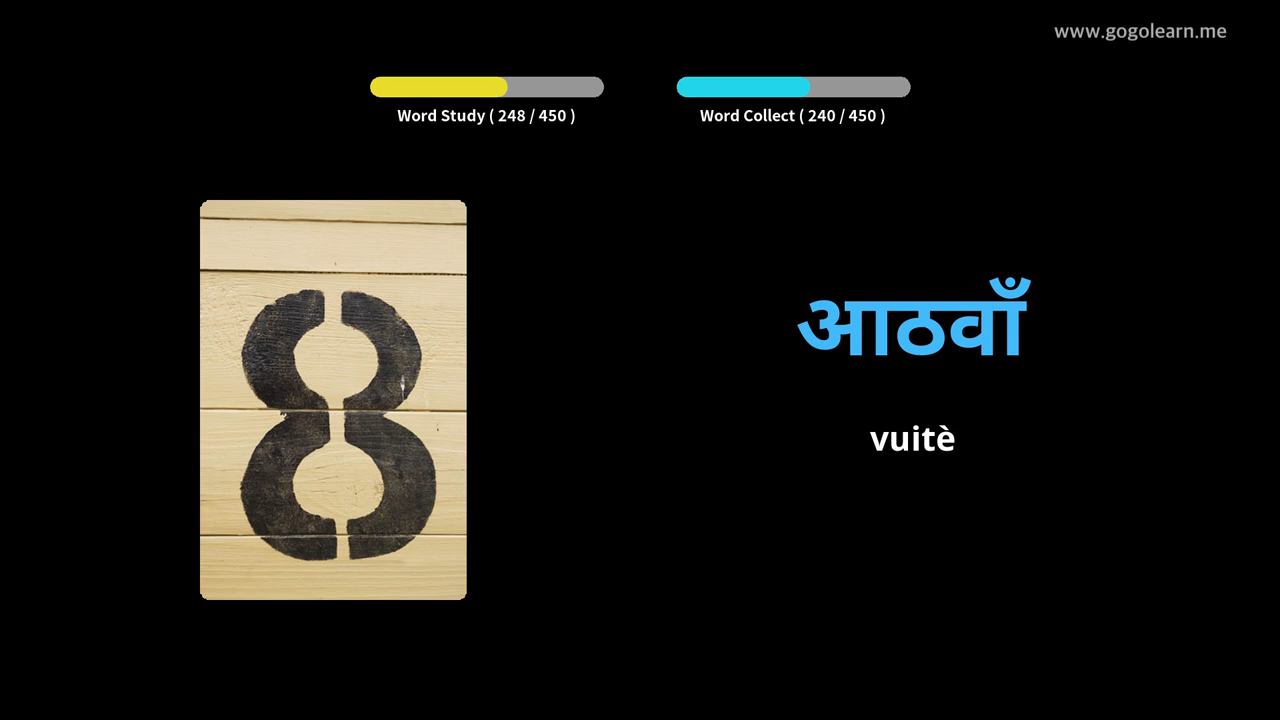 www.gogolearn.me
Word Study ( 248 / 450 )
Word Collect ( 240 / 450 )
8
आठवाँ
vuitè